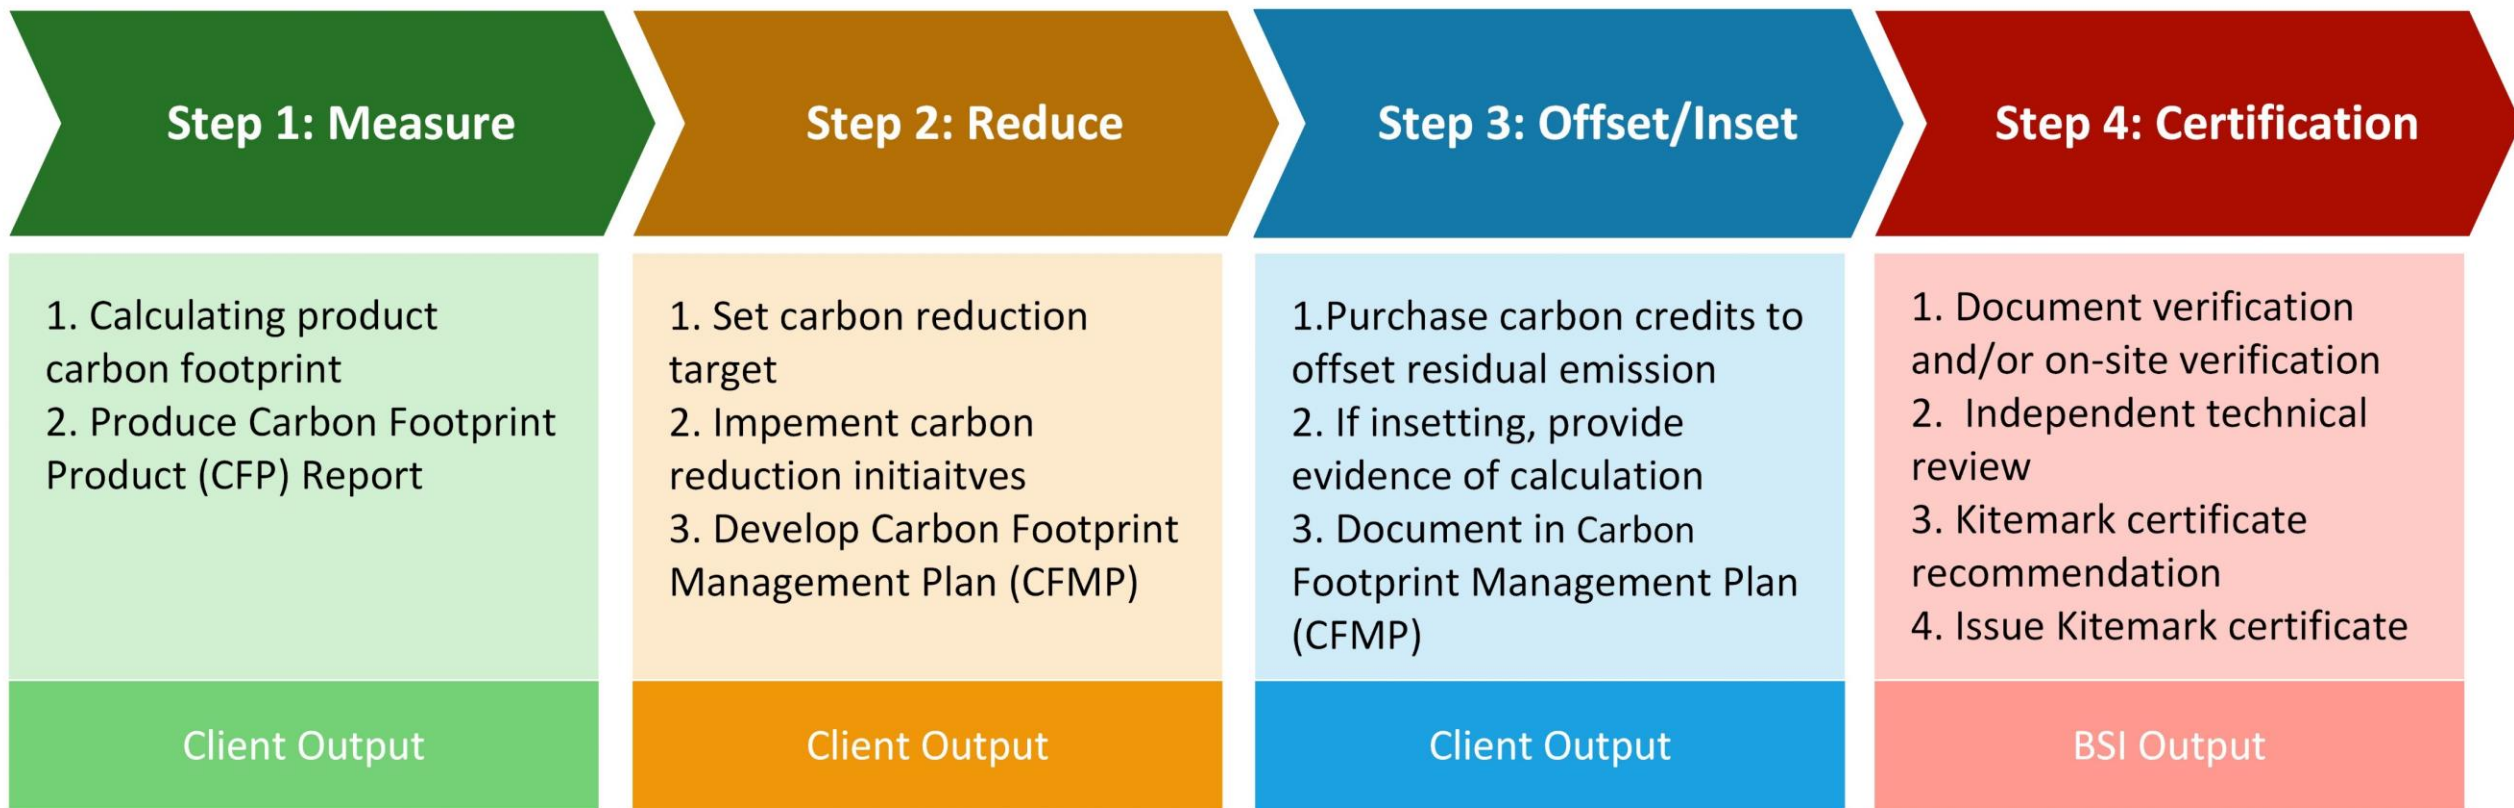 Step 1: Measure
Step 2: Reduce
Step 3: Offset/Inset
Step 4: Certification
1. Calculating product
carbon footprint
2. Produce Carbon Footprint
Product (CFP) Report
1. Set carbon reduction
target
2. Impement carbon
reduction initiaitves
3. Develop Carbon Footprint
Management Plan (CFMP)
1.Purchase carbon credits to
offset residual emission
2. If insetting, provide
evidence of calculation
3. Document in Carbon
Footprint Management Plan
(CFMP)
1. Document verification
and/or on-site verification
2.  Independent technical
review
3. Kitemark certificate
recommendation
4. Issue Kitemark certificate
Client Output
Client Output
Client Output
BSI Output